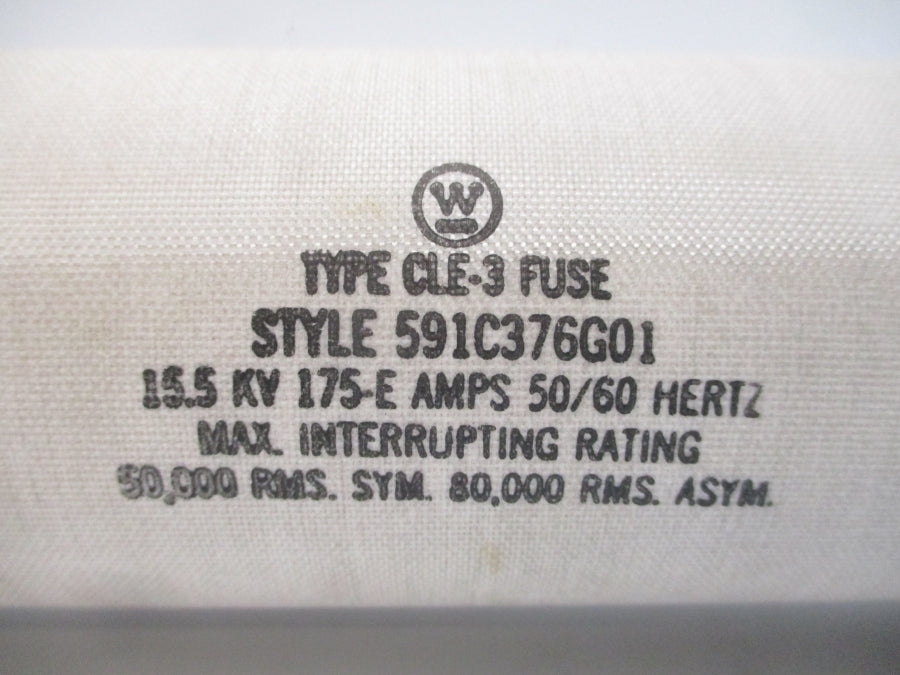 W
TYPE CLE-3 FUSE
STYLE 591C376G01
15.5 KV 175-E AMPS 50/60 HERTZ
MAX. INTERRUPTING RATING
50,000 RMS. SYM. 80,000 RMS. ASYM.